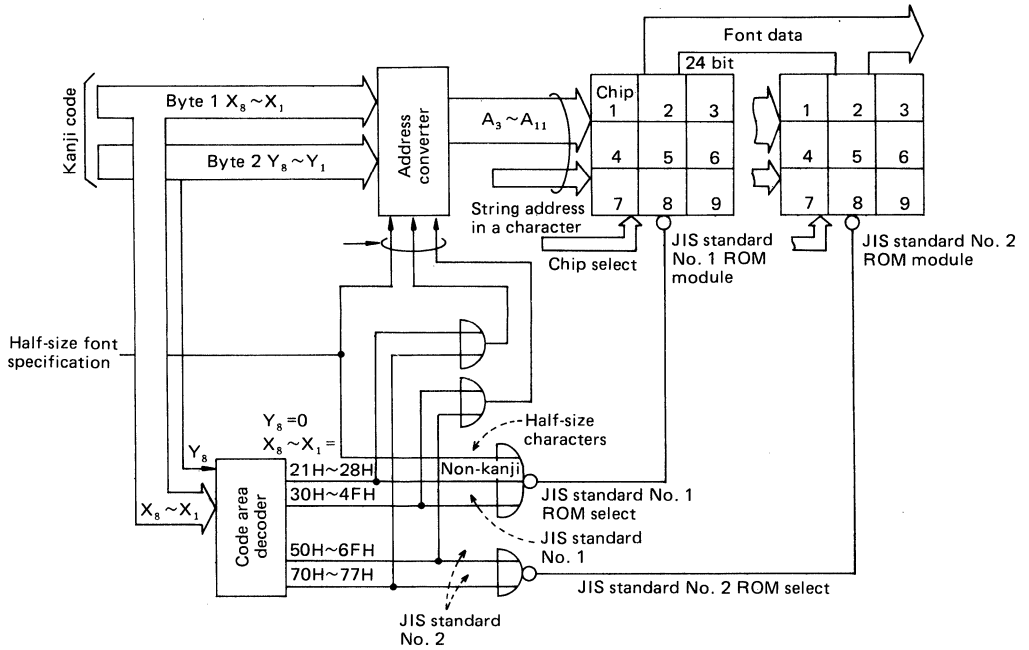 Kanji code
Byte 1 X₈~X₁
Byte 2 Y₈~Y₁
Address
converter
A₃~A₁₁
String address
in a character
Chip select
Font data
24 bit
Chip
1 2 3
4 5 6
7 8 9
1 2 3
4 5 6
7 8 9
JIS standard
No. 1 ROM
module
JIS standard No. 2
ROM module
Half-size font
specification
Y₈=0
X₈~X₁=
Half-size
characters
Y₈
X₈~X₁
Code area
decoder
21H~28H
Non-kanji
30H~4FH
50H~6FH
70H~77H
JIS standard No. 1
ROM select
JIS standard
No. 1
JIS standard No. 2 ROM select
JIS standard
No. 2